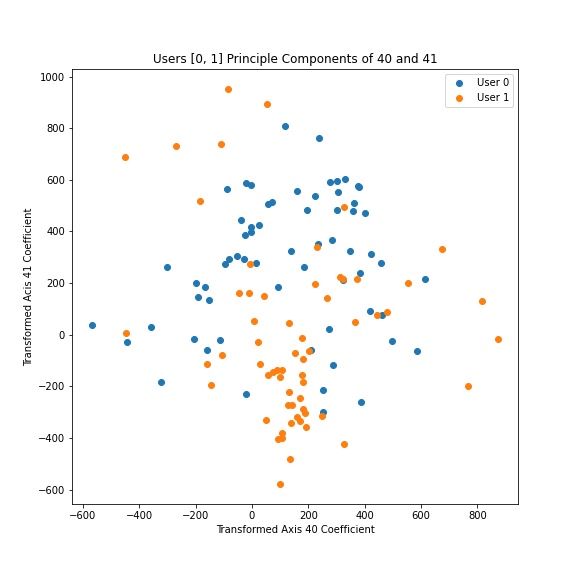 Users [0, 1] Principle Components of 40 and 41
User 0
User 1
1000
800
600
400
200
0
−200
−400
−600
Transformed Acis 41 Coefficient
−600 −400 −200 0 200 400 600 800
Transformed Axis 40 Coefficient